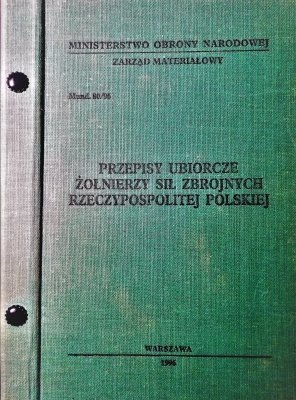 MINISTERSTWO OBRONY NARODOWEJ
ZARZĄD MATERIAŁOWY
Mund. 80/96
PRZEPISY UBIORCZE
ŻOŁNIERZY SIŁ ZBROJNYCH
RZECZYPOSPOLITEJ POLSKIEJ
WARSZAWA
1996